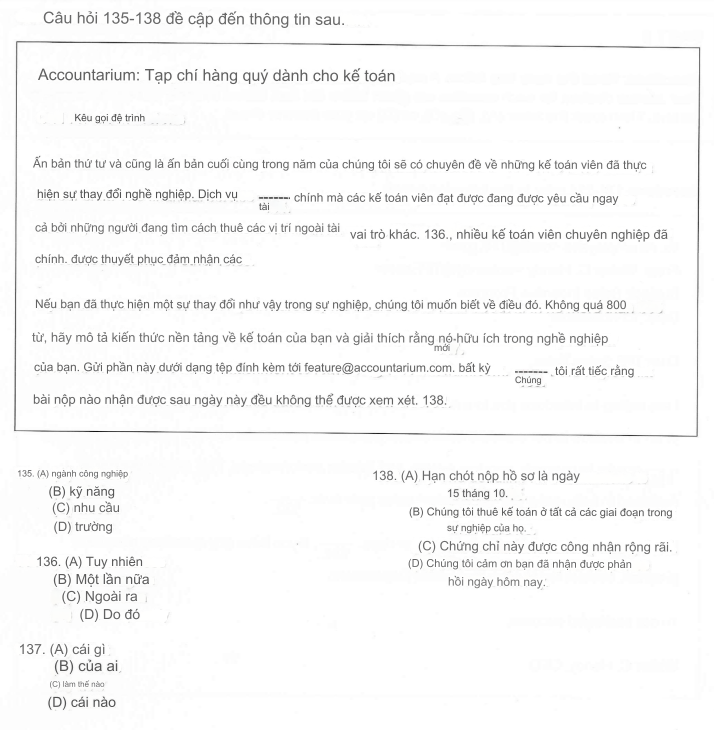 Câu hỏi 135-138 đề cập đến thông tin sau.
Accountarium: Tạp chí hàng quý dành cho kế toán
Kêu gọi đệ trình
Ấn bản thứ tư và cũng là ấn bản cuối cùng trong năm của chúng tôi sẽ có chuyên đề về những kế toán viên đã thực
hiện sự thay đổi nghề nghiệp. Dịch vụ ------- chính mà các kế toán viên đạt được đang được yêu cầu ngay
tài
cả bởi những người đang tìm cách thuê các vị trí ngoài tài vai trò khác. 136., nhiều kế toán viên chuyên nghiệp đã
chính. được thuyết phục đảm nhận các
Nếu bạn đã thực hiện một sự thay đổi như vậy trong sự nghiệp, chúng tôi muốn biết về điều đó. Không quá 800
từ, hãy mô tả kiến thức nền tảng về kế toán của bạn và giải thích rằng nó hữu ích trong nghề nghiệp
mới
của bạn. Gửi phần này dưới dạng tệp đính kèm tới feature@accountarium.com. bất kỳ ------- tôi rất tiếc rằng
Chúng
bài nộp nào nhận được sau ngày này đều không thể được xem xét. 138.
135. (A) ngành công nghiệp
(B) kỹ năng
(C) nhu cầu
(D) trường
136. (A) Tuy nhiên
(B) Một lần nữa
(C) Ngoài ra
(D) Do đó
137. (A) cái gì
(B) của ai
(C) làm thế nào
(D) cái nào
138. (A) Hạn chót nộp hồ sơ là ngày
15 tháng 10.
(B) Chúng tôi thuê kế toán ở tất cả các giai đoạn trong
sự nghiệp của họ.
(C) Chứng chỉ này được công nhận rộng rãi.
(D) Chúng tôi cảm ơn bạn đã nhận được phản
hồi ngày hôm nay.